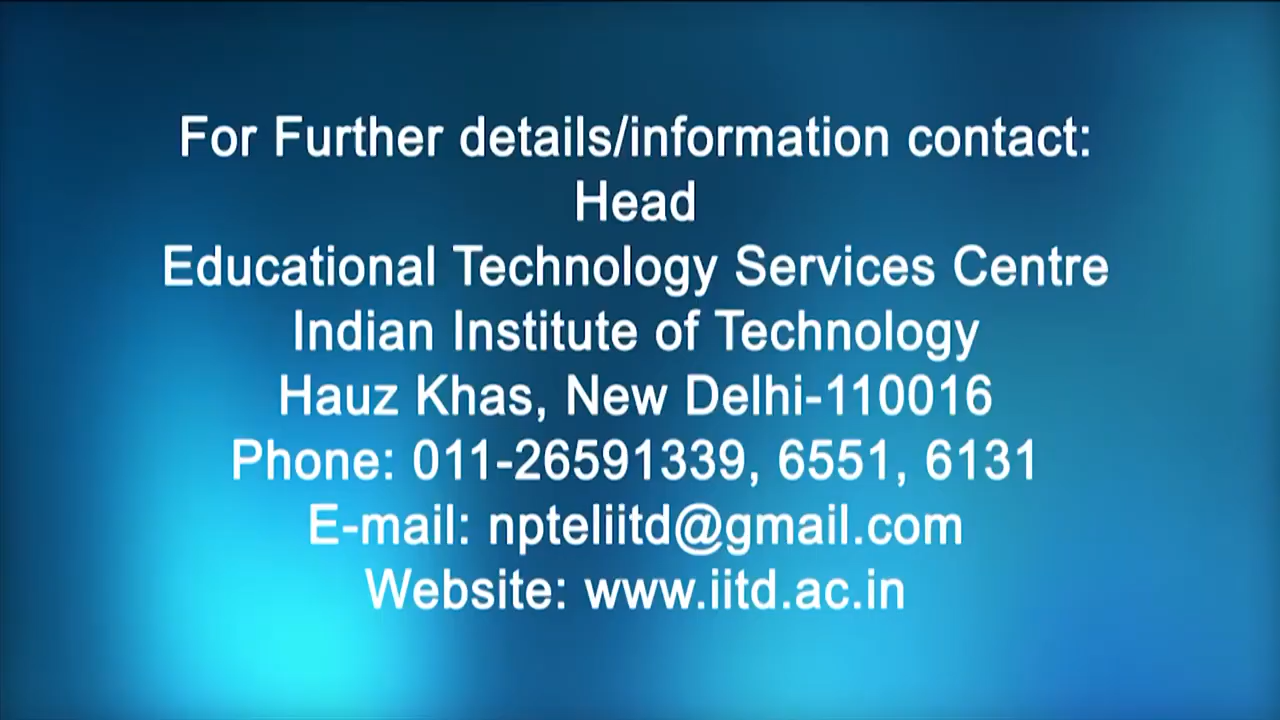 For Further details/information contact:
Head
Educational Technology Services Centre
Indian Institute of Technology
Hauz Khas, New Delhi-110016
Phone: 011-26591339, 6551, 6131
E-mail: npteliitd@gmail.com
Website: www.iitd.ac.in